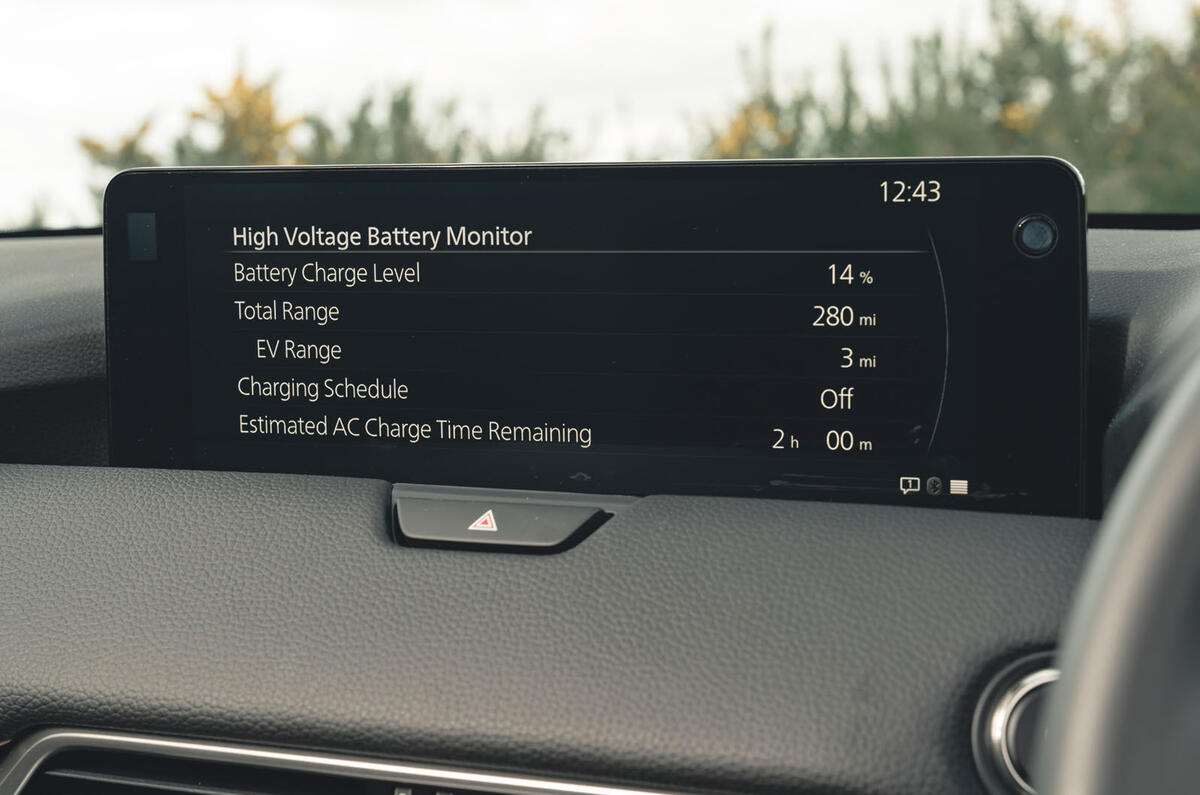 12:43
High Voltage Battery Monitor
Battery Charge Level 14 %
Total Range 280 mi
EV Range 3 mi
Charging Schedule Off
Estimated AC Charge Time Remaining 2 h 00 m
1